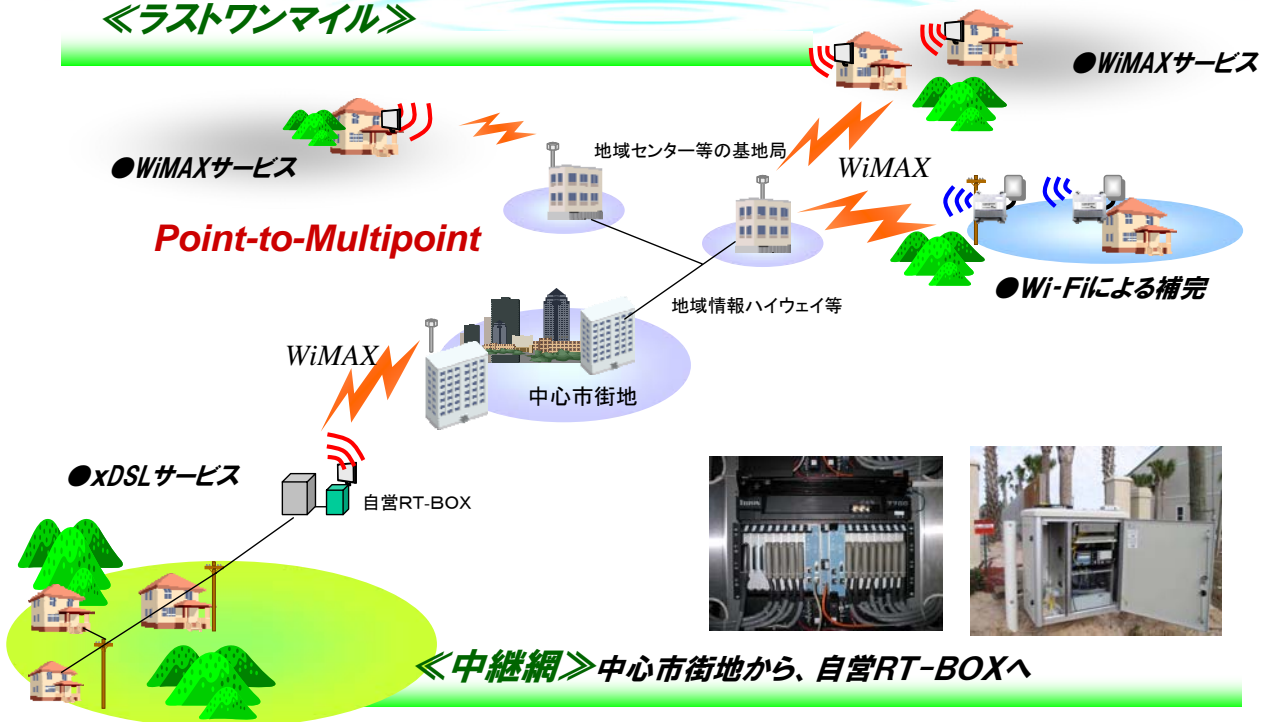 ≪ラストワンマイル≫
●WiMAXサービス
●WiMAXサービス
地域センター等の基地局
WiMAX
Point-to-Multipoint
●Wi-Fiによる補完
地域情報ハイウェイ等
WiMAX
中心市街地
●xDSLサービス
自営RT-BOX
≪中継網≫中心市街地から、自営RT-BOXへ